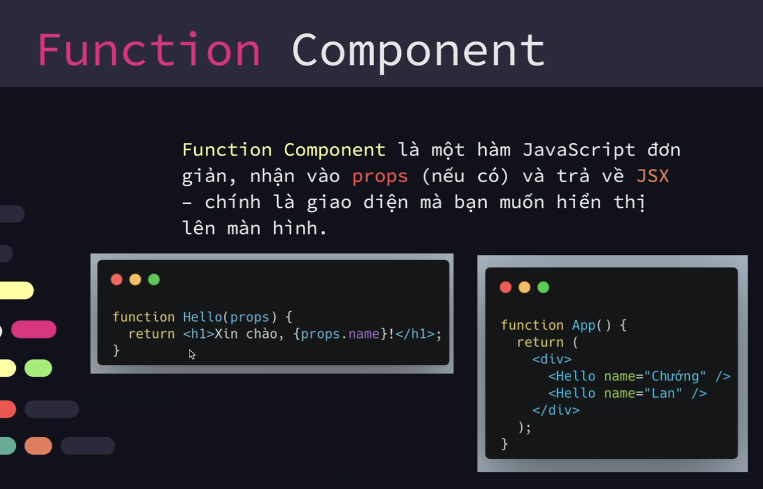 Function Component
Function Component là một hàm JavaScript đơn
giản, nhận vào props (nếu có) và trả về JSX
– chính là giao diện mà bạn muốn hiển thị
lên màn hình.
function Hello(props) {
  return <h1>Xin chào, {props.name}!</h1>;
}
function App() {
  return (
    <div>
      <Hello name="Chướng" />
      <Hello name="Lan" />
    </div>
  );
}